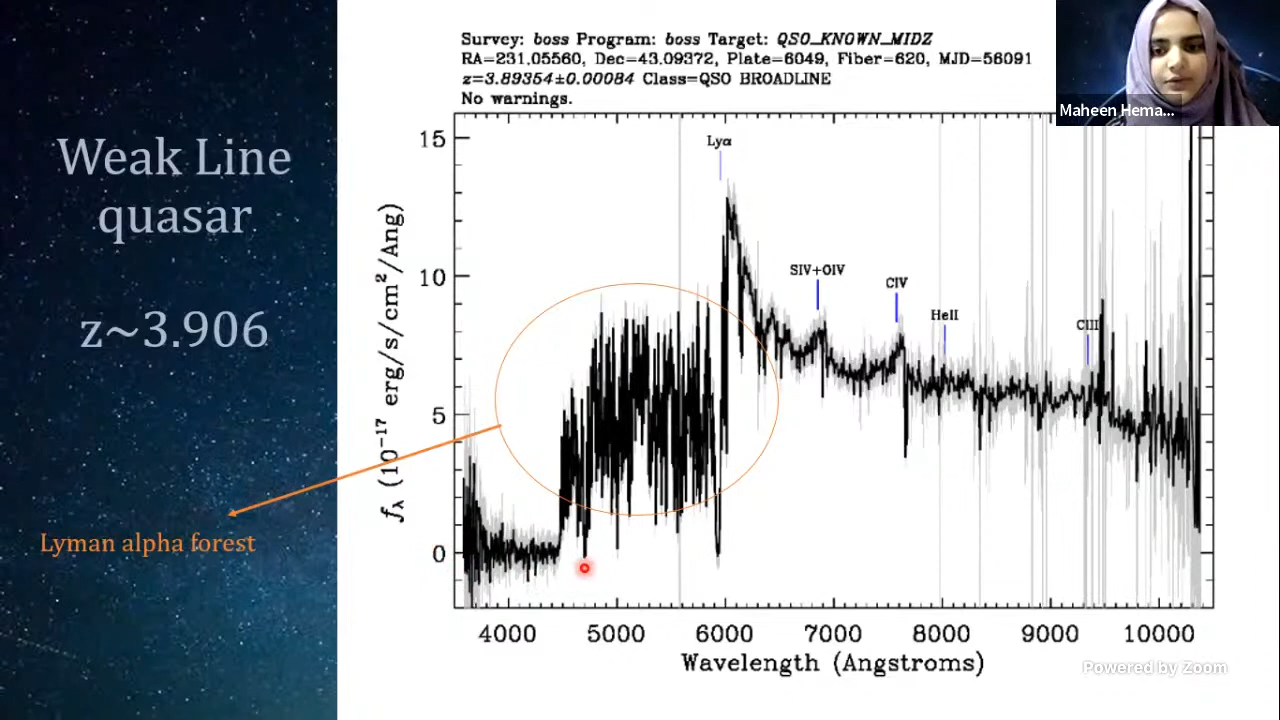 Weak Line
quasar
z~3.906
Lyman alpha forest
Survey: boss Program: boss Target: QSO_KNOWN_MIDZ
RA=231.05560, Dec=43.09372, Plate=6049, Fiber=620, MJD=56091
z=3.89354±0.00084 Class=QSO BROADLINE
No warnings.
Lyα
SIV+OIV
CIV
HeII
CIII
15
10
5
0
f_λ (10⁻¹⁷ erg/s/cm²/Ang)
4000 5000 6000 7000 8000 9000 10000
Wavelength (Angstroms)
Maheen Hema...
Powered by Zoom